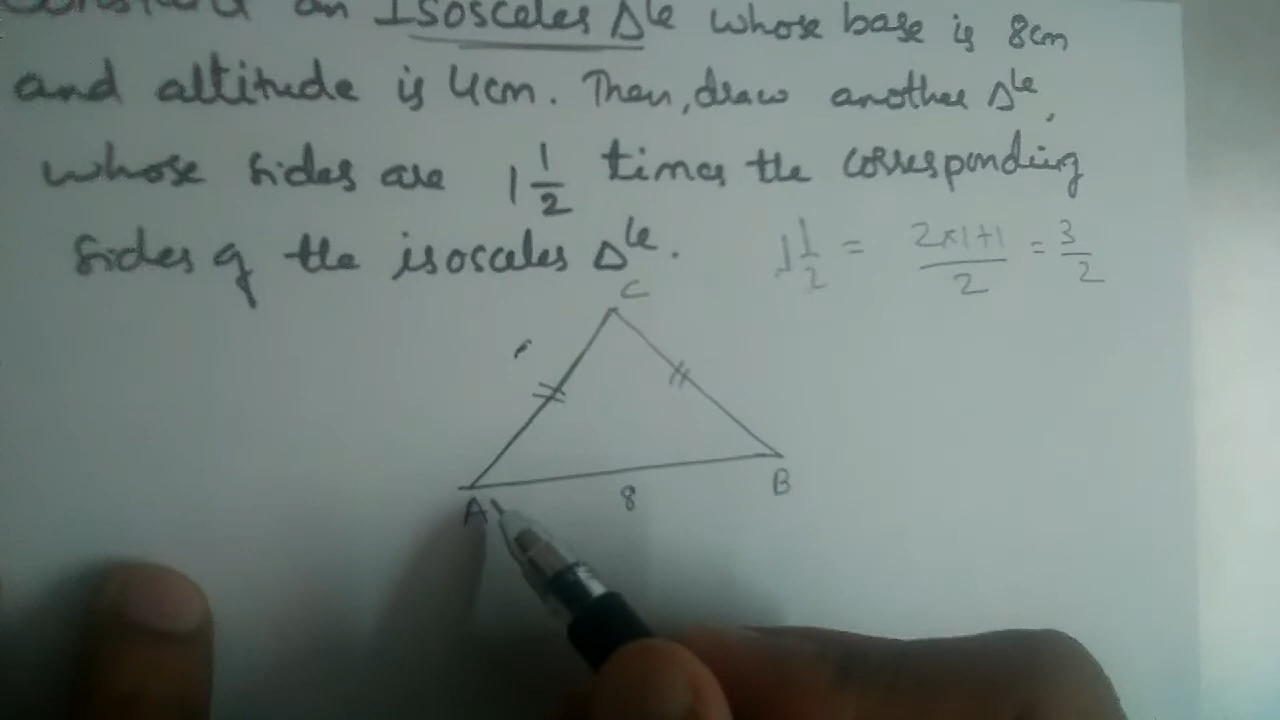 Construct an Isosceles Δle whose base is 8cm
and altitude is 4cm. Then, draw another Δle,
whose sides are 1 1/2 times the corresponding
sides of the isosceles Δle. 1 1/2 = 2×1+1/2 = 3/2
C
A 8 B